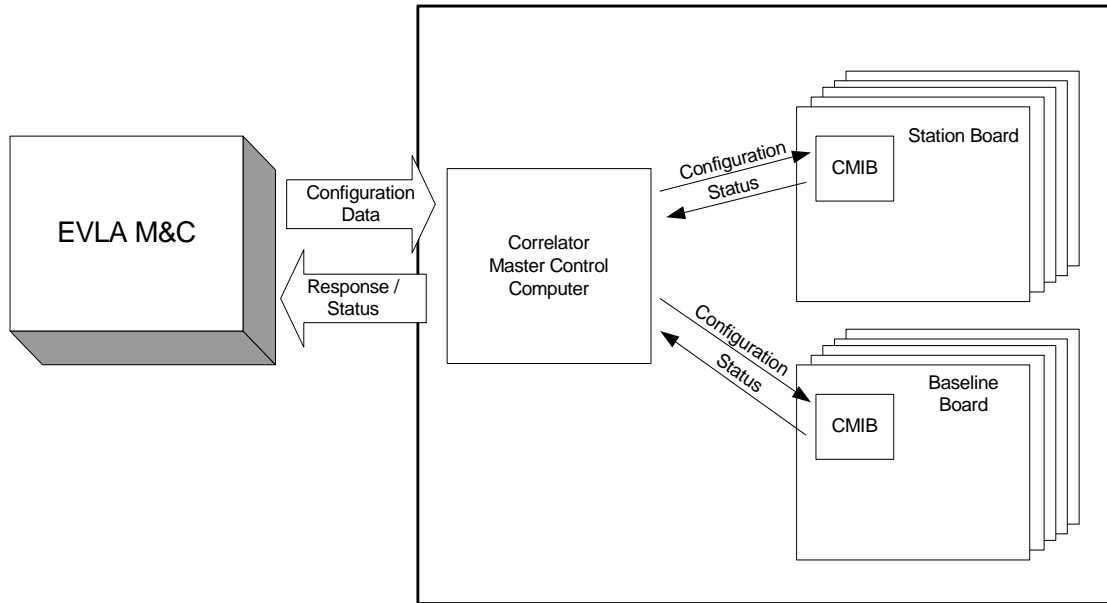 EVLA M&C
Configuration
Data
Response /
Status
Correlator
Master Control
Computer
Configuration
Status
Station Board
CMIB
Configuration
Status
Baseline
Board
CMIB